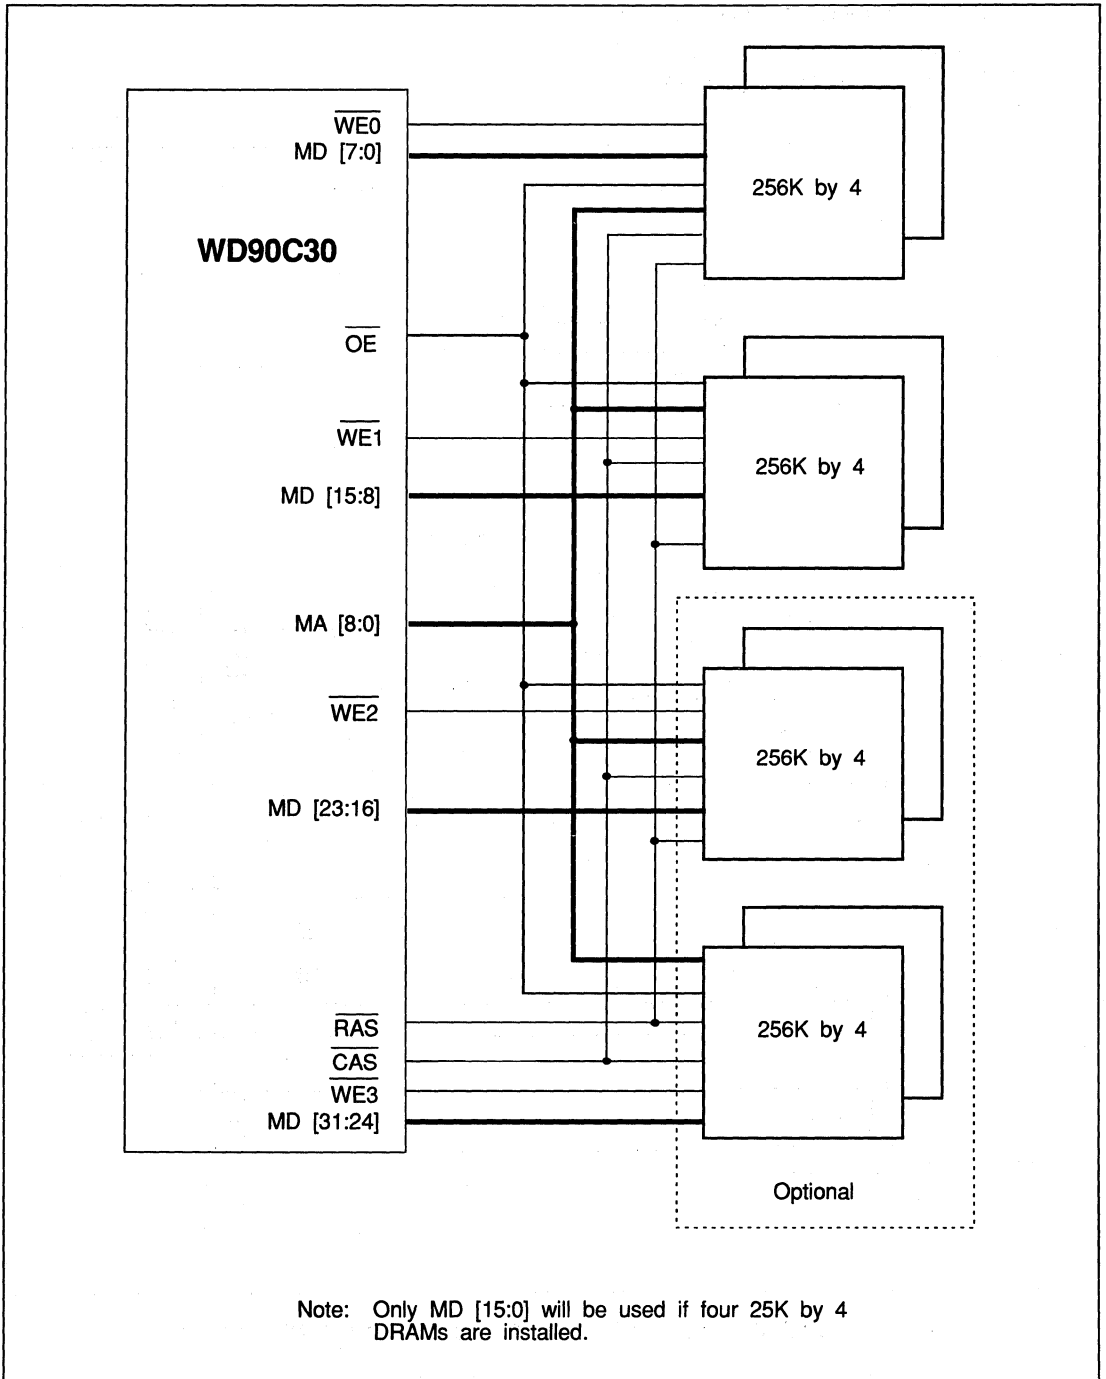 WE0
MD [7:0]
256K by 4
WD90C30
OE
WE1
256K by 4
MD [15:8]
MA [8:0]
WE2
256K by 4
MD [23:16]
RAS
256K by 4
CAS
WE3
MD [31:24]
Optional
Note: Only MD [15:0] will be used if four 25K by 4
DRAMs are installed.